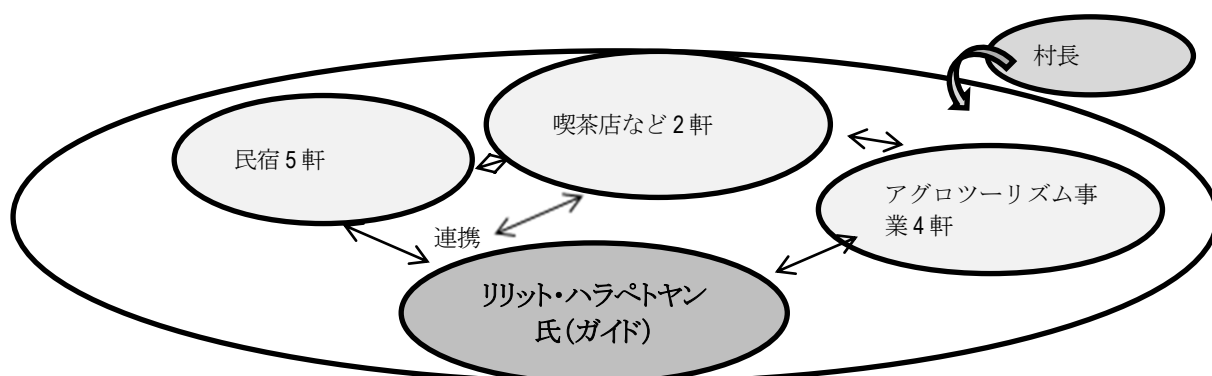 村長
喫茶店など 2 軒
民宿 5 軒
アグロツーリズム事
業 4 軒
連携
リリット・ハラペトヤン
氏(ガイド)